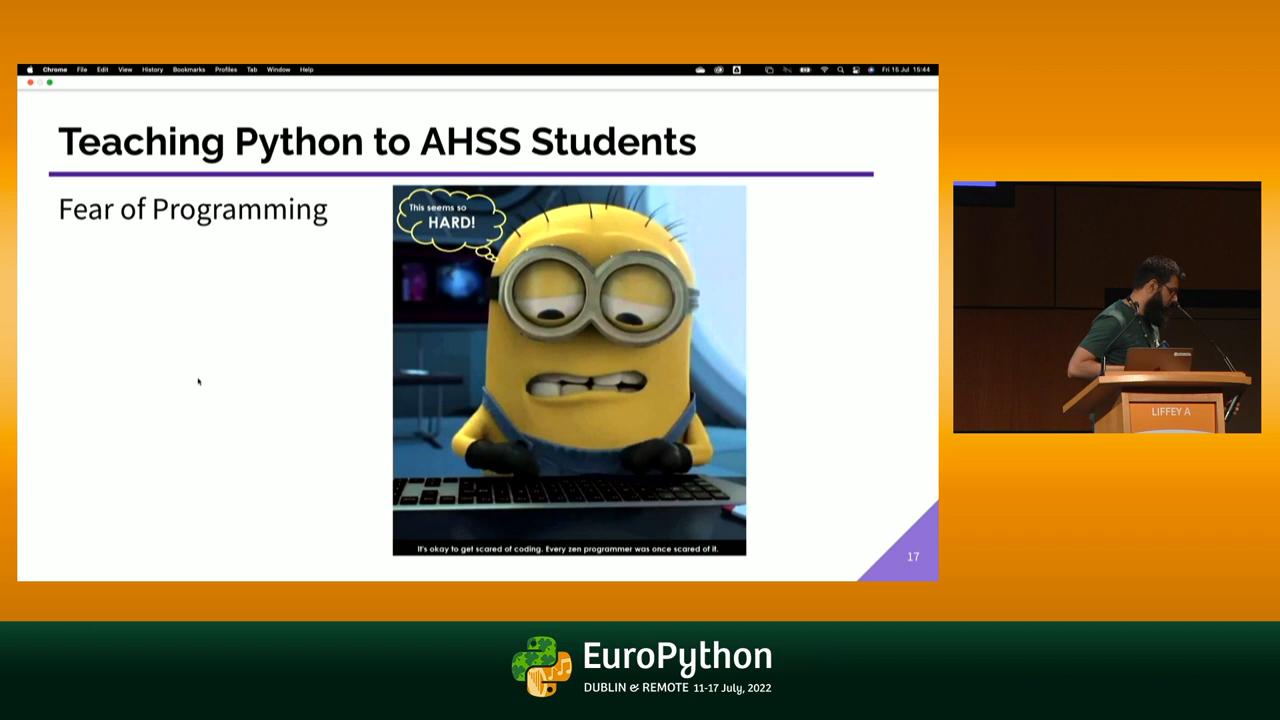 Chrome File Edit View History Bookmarks Profiles Tab Window Help
Fri 15 Jul 15:44
Teaching Python to AHSS Students
Fear of Programming
This seems so
HARD!
It's okay to get scared of coding. Every zen programmer was once scared of it.
17
LIFFEY A
EuroPython
DUBLIN & REMOTE 11-17 July, 2022